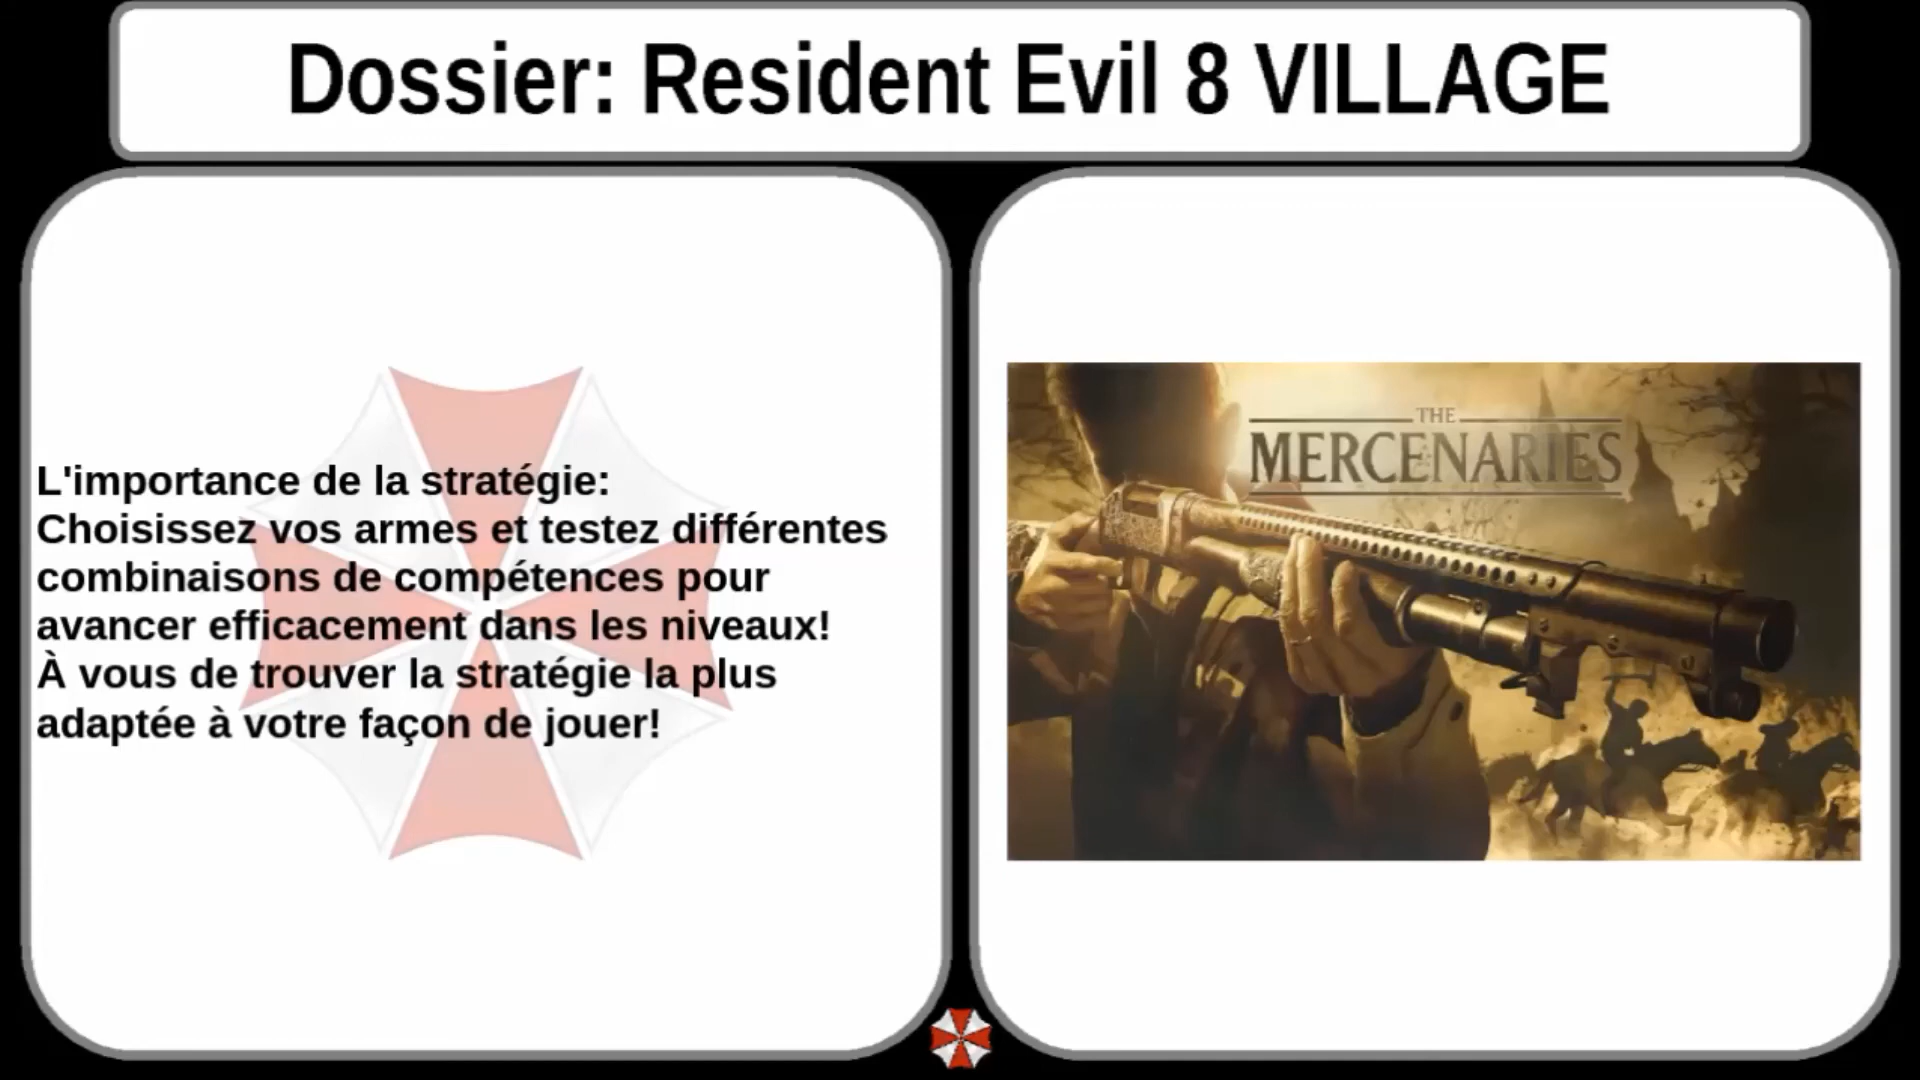 Dossier: Resident Evil 8 VILLAGE
L'importance de la stratégie:
Choisissez vos armes et testez différentes
combinaisons de compétences pour
avancer efficacement dans les niveaux!
À vous de trouver la stratégie la plus
adaptée à votre façon de jouer!
THE
MERCENARIES